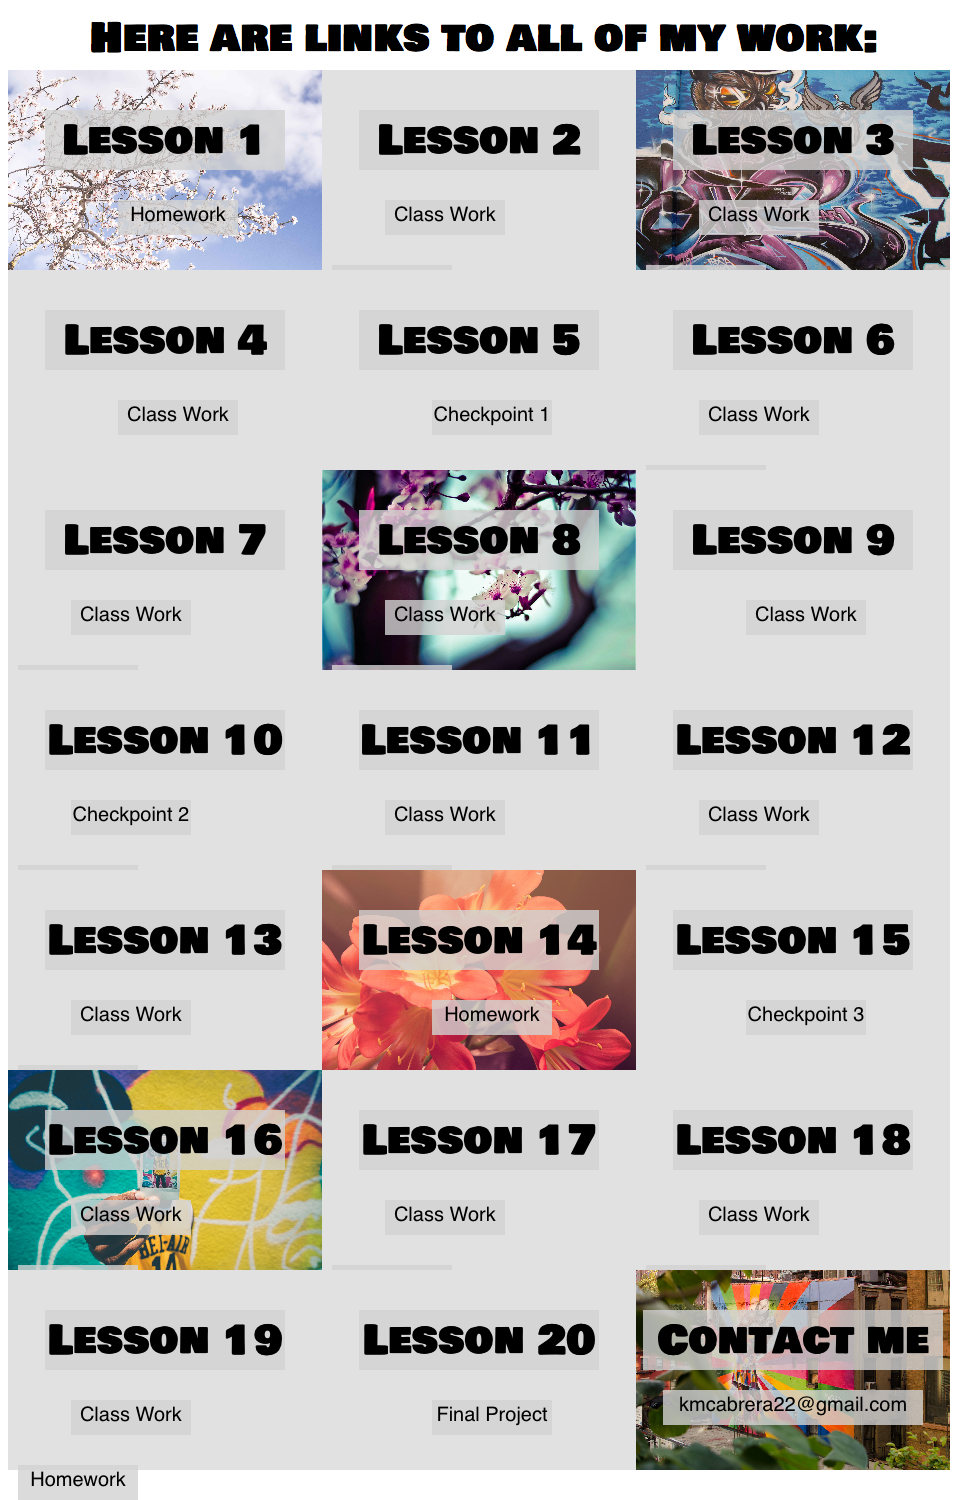 Here are links to all of my work:
Lesson 1
Homework
Lesson 2
Class Work
Lesson 3
Class Work
Lesson 4
Class Work
Lesson 5
Checkpoint 1
Lesson 6
Class Work
Lesson 7
Class Work
Lesson 8
Class Work
Lesson 9
Class Work
Lesson 10
Checkpoint 2
Lesson 11
Class Work
Lesson 12
Class Work
Lesson 13
Class Work
Lesson 14
Homework
Lesson 15
Checkpoint 3
Lesson 16
Class Work
BEL-AIR
14
Lesson 17
Class Work
Lesson 18
Class Work
Lesson 19
Class Work
Homework
Lesson 20
Final Project
Contact me
kmcabrera22@gmail.com